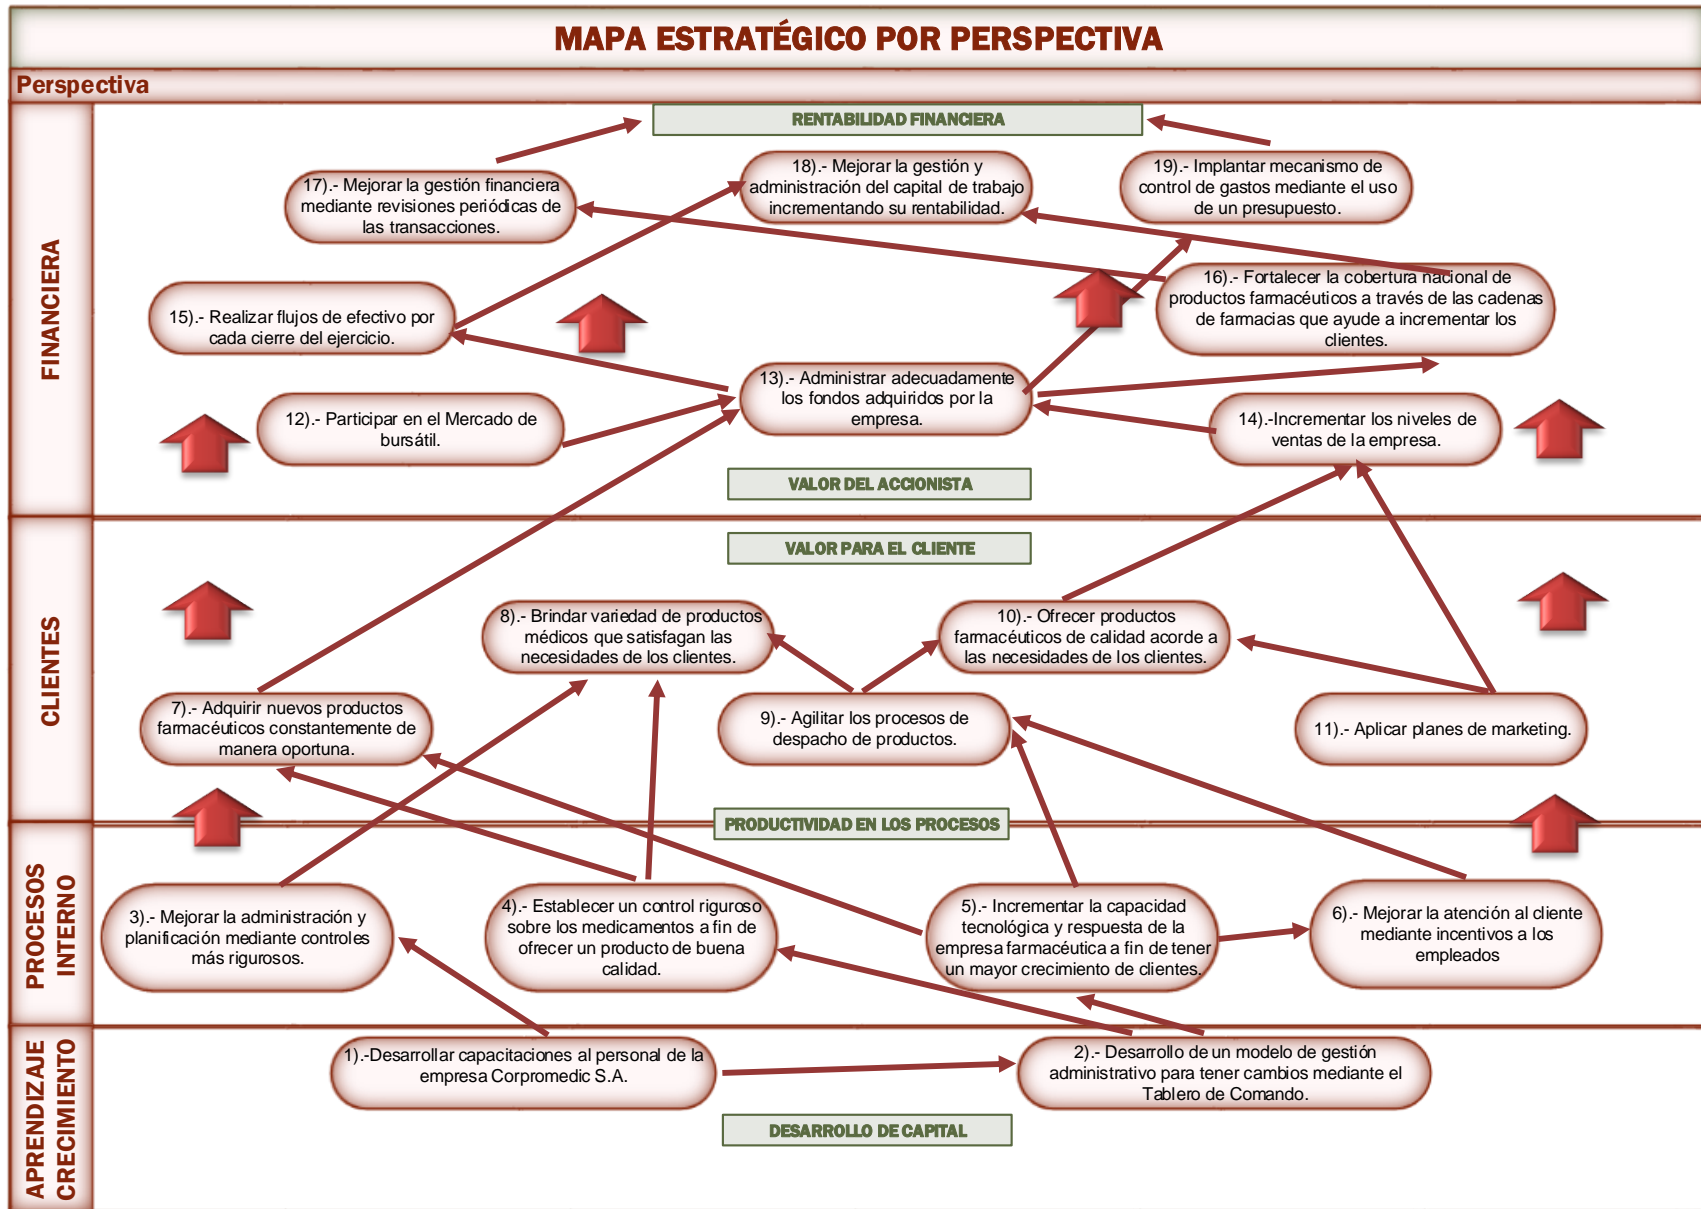 MAPA ESTRATÉGICO POR PERSPECTIVA
Perspectiva
FINANCIERA
RENTABILIDAD FINANCIERA
17).- Mejorar la gestión financiera
mediante revisiones periódicas de
las transacciones.
18).- Mejorar la gestión y
administración del capital de trabajo
incrementando su rentabilidad.
19).- Implantar mecanismo de
control de gastos mediante el uso
de un presupuesto.
15).- Realizar flujos de efectivo por
cada cierre del ejercicio.
16).- Fortalecer la cobertura nacional de
productos farmacéuticos a través de las cadenas
de farmacias que ayude a incrementar los
clientes.
12).- Participar en el Mercado de
bursátil.
13).- Administrar adecuadamente
los fondos adquiridos por la
empresa.
14).-Incrementar los niveles de
ventas de la empresa.
VALOR DEL ACCIONISTA
CLIENTES
VALOR PARA EL CLIENTE
8).- Brindar variedad de productos
médicos que satisfagan las
necesidades de los clientes.
10).- Ofrecer productos
farmacéuticos de calidad acorde a
las necesidades de los clientes.
7).- Adquirir nuevos productos
farmacéuticos constantemente de
manera oportuna.
9).- Agilitar los procesos de
despacho de productos.
11).- Aplicar planes de marketing.
PRODUCTIVIDAD EN LOS PROCESOS
PROCESOS
INTERNO
3).- Mejorar la administración y
planificación mediante controles
más rigurosos.
4).- Establecer un control riguroso
sobre los medicamentos a fin de
ofrecer un producto de buena
calidad.
5).- Incrementar la capacidad
tecnológica y respuesta de la
empresa farmacéutica a fin de tener
un mayor crecimiento de clientes.
6).- Mejorar la atención al cliente
mediante incentivos a los
empleados
APRENDIZAJE
CRECIMIENTO
1).-Desarrollar capacitaciones al personal de la
empresa Corpromedic S.A.
2).- Desarrollo de un modelo de gestión
administrativo para tener cambios mediante el
Tablero de Comando.
DESARROLLO DE CAPITAL